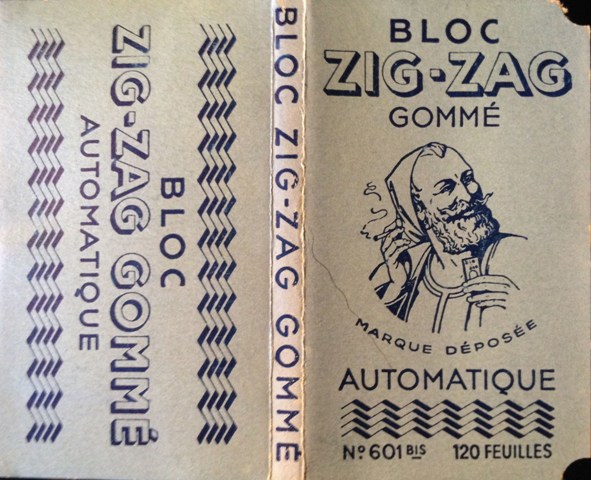 BLOC
ZIG-ZAG GOMMÉ
AUTOMATIQUE
BLOC ZIG-ZAG GOMMÉ
BLOC
ZIG-ZAG
GOMMÉ
MARQUE DÉPOSÉE
AUTOMATIQUE
Nº 601 BIS 120 FEUILLES